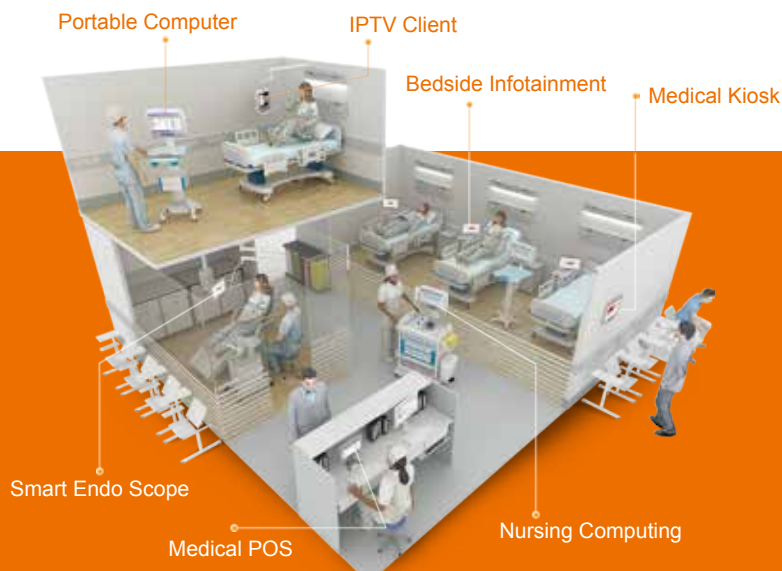 Portable Computer
IPTV Client
Bedside Infotainment
Medical Kiosk
Smart Endo Scope
Medical POS
Nursing Computing